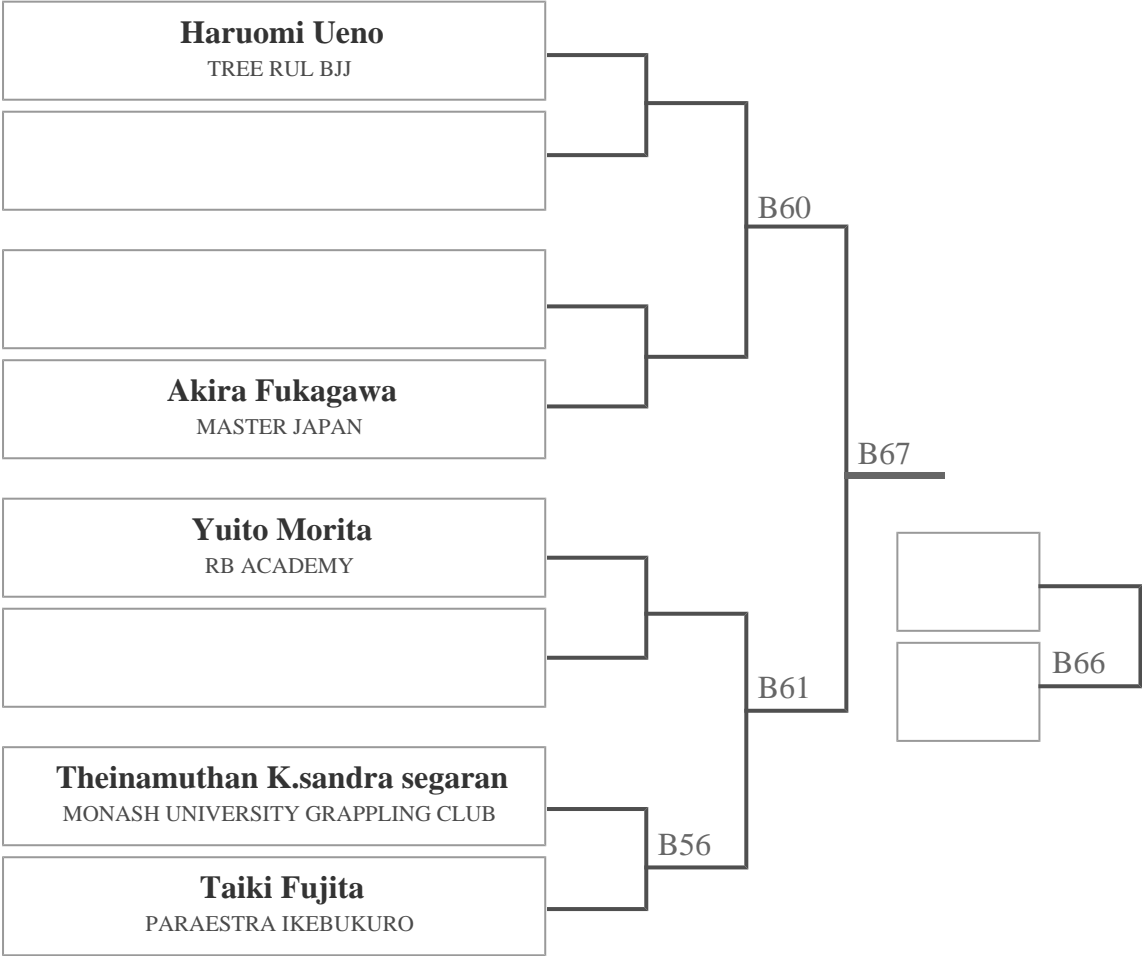 Haruomi Ueno
TREE RUL BJJ
B60
Akira Fukagawa
MASTER JAPAN
B67
Yuito Morita
RB ACADEMY
B66
B61
Theinamuthan K.sandra segaran
MONASH UNIVERSITY GRAPPLING CLUB
B56
Taiki Fujita
PARAESTRA IKEBUKURO